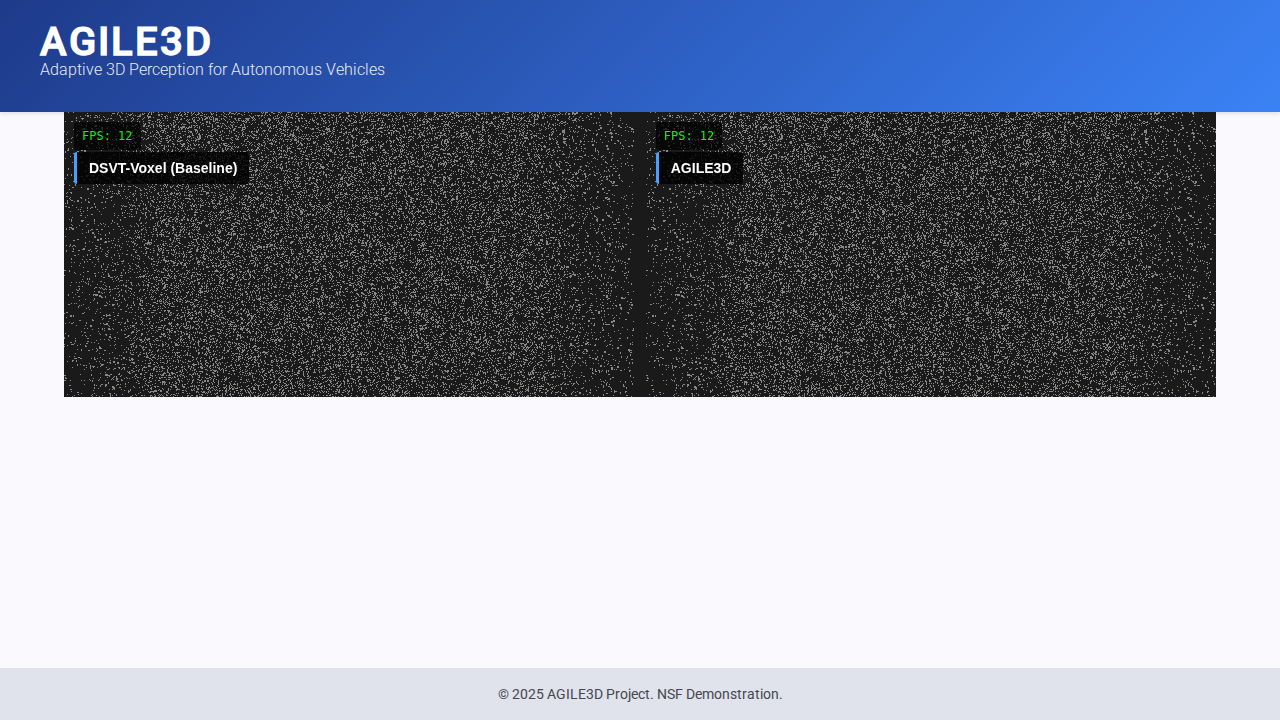 AGILE3D
Adaptive 3D Perception for Autonomous Vehicles
FPS: 12
DSVT-Voxel (Baseline)
FPS: 12
AGILE3D
© 2025 AGILE3D Project. NSF Demonstration.